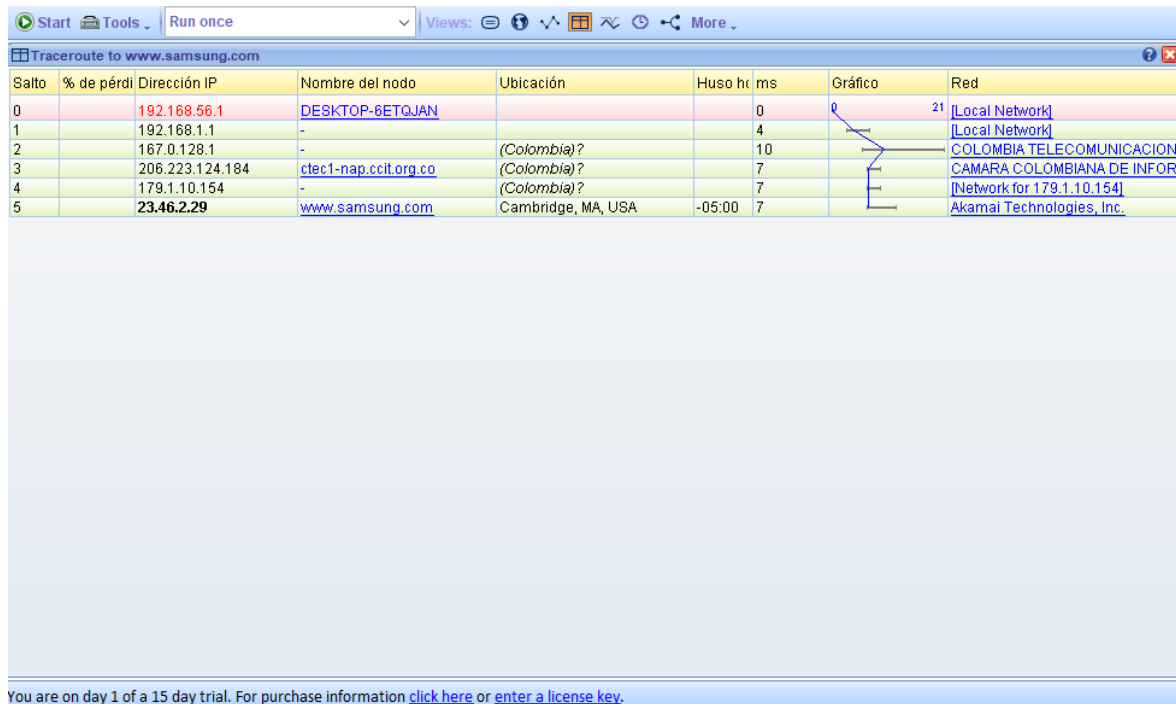 Start Tools Run once Views: More
Traceroute to www.samsung.com
Salto % de pérdi Dirección IP Nombre del nodo Ubicación Huso ho ms Gráfico Red
0 192.168.56.1 DESKTOP-6ETQJAN 0 0 21 [Local Network]
1 192.168.1.1 - 4 [Local Network]
2 167.0.128.1 - (Colombia)? 10 COLOMBIA TELECOMUNICACION
3 206.223.124.184 ctec1-nap.ccit.org.co (Colombia)? 7 CAMARA COLOMBIANA DE INFOR
4 179.1.10.154 - (Colombia)? 7 [Network for 179.1.10.154]
5 23.46.2.29 www.samsung.com Cambridge, MA, USA -05:00 7 Akamai Technologies, Inc.
You are on day 1 of a 15 day trial. For purchase information click here or enter a license key.